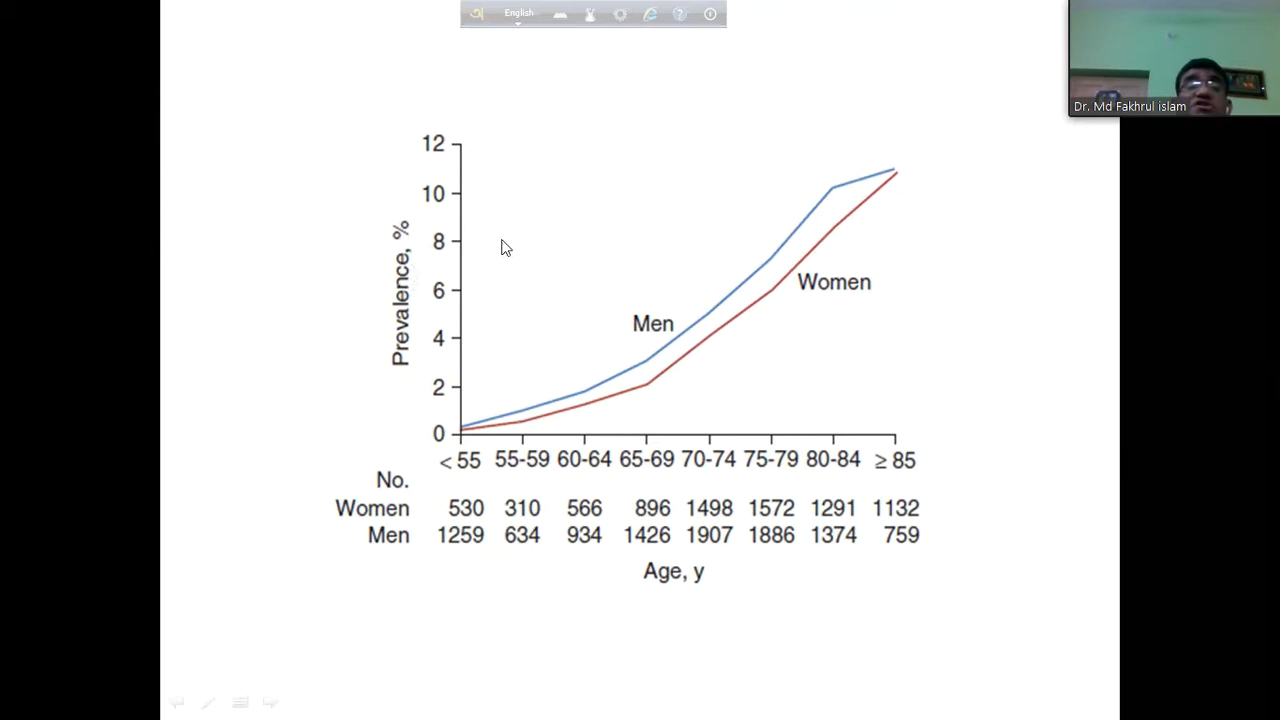 অ English
Dr. Md Fakhrul islam
12
10
8
6
4
2
0
Prevalence, %
Men
Women
< 55 55-59 60-64 65-69 70-74 75-79 80-84 ≥ 85
No.
Women 530 310 566 896 1498 1572 1291 1132
Men 1259 634 934 1426 1907 1886 1374 759
Age, y